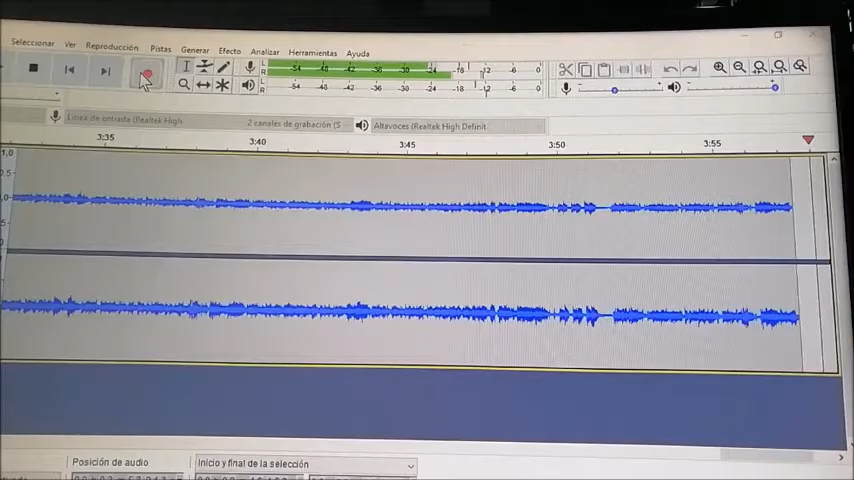 Seleccionar Ver Reproducción Pistas Generar Efecto Analizar Herramientas Ayuda
L -54 -48 -42 -36 -30 -24 -18 -12 -6 0
R
L -54 -48 -42 -36 -30 -24 -18 -12 -6 0
R
- + - +
Línea de entrada (Realtek High 2 canales de grabación (S Altavoces (Realtek High Definit
3:35 3:40 3:45 3:50 3:55
1,0
Posición de audio Inicio y final de la selección